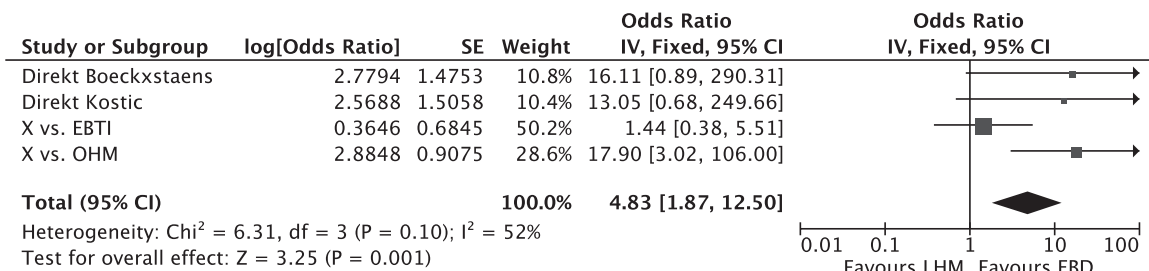 Odds Ratio Odds Ratio
Study or Subgroup log[Odds Ratio] SE Weight IV, Fixed, 95% CI IV, Fixed, 95% CI
Direkt Boeckxstaens 2.7794 1.4753 10.8% 16.11 [0.89, 290.31]
Direkt Kostic 2.5688 1.5058 10.4% 13.05 [0.68, 249.66]
X vs. EBTI 0.3646 0.6845 50.2% 1.44 [0.38, 5.51]
X vs. OHM 2.8848 0.9075 28.6% 17.90 [3.02, 106.00]
Total (95% CI) 100.0% 4.83 [1.87, 12.50]
Heterogeneity: Chi² = 6.31, df = 3 (P = 0.10); I² = 52%
Test for overall effect: Z = 3.25 (P = 0.001)
0.01 0.1 1 10 100
Favours LHM Favours EBD